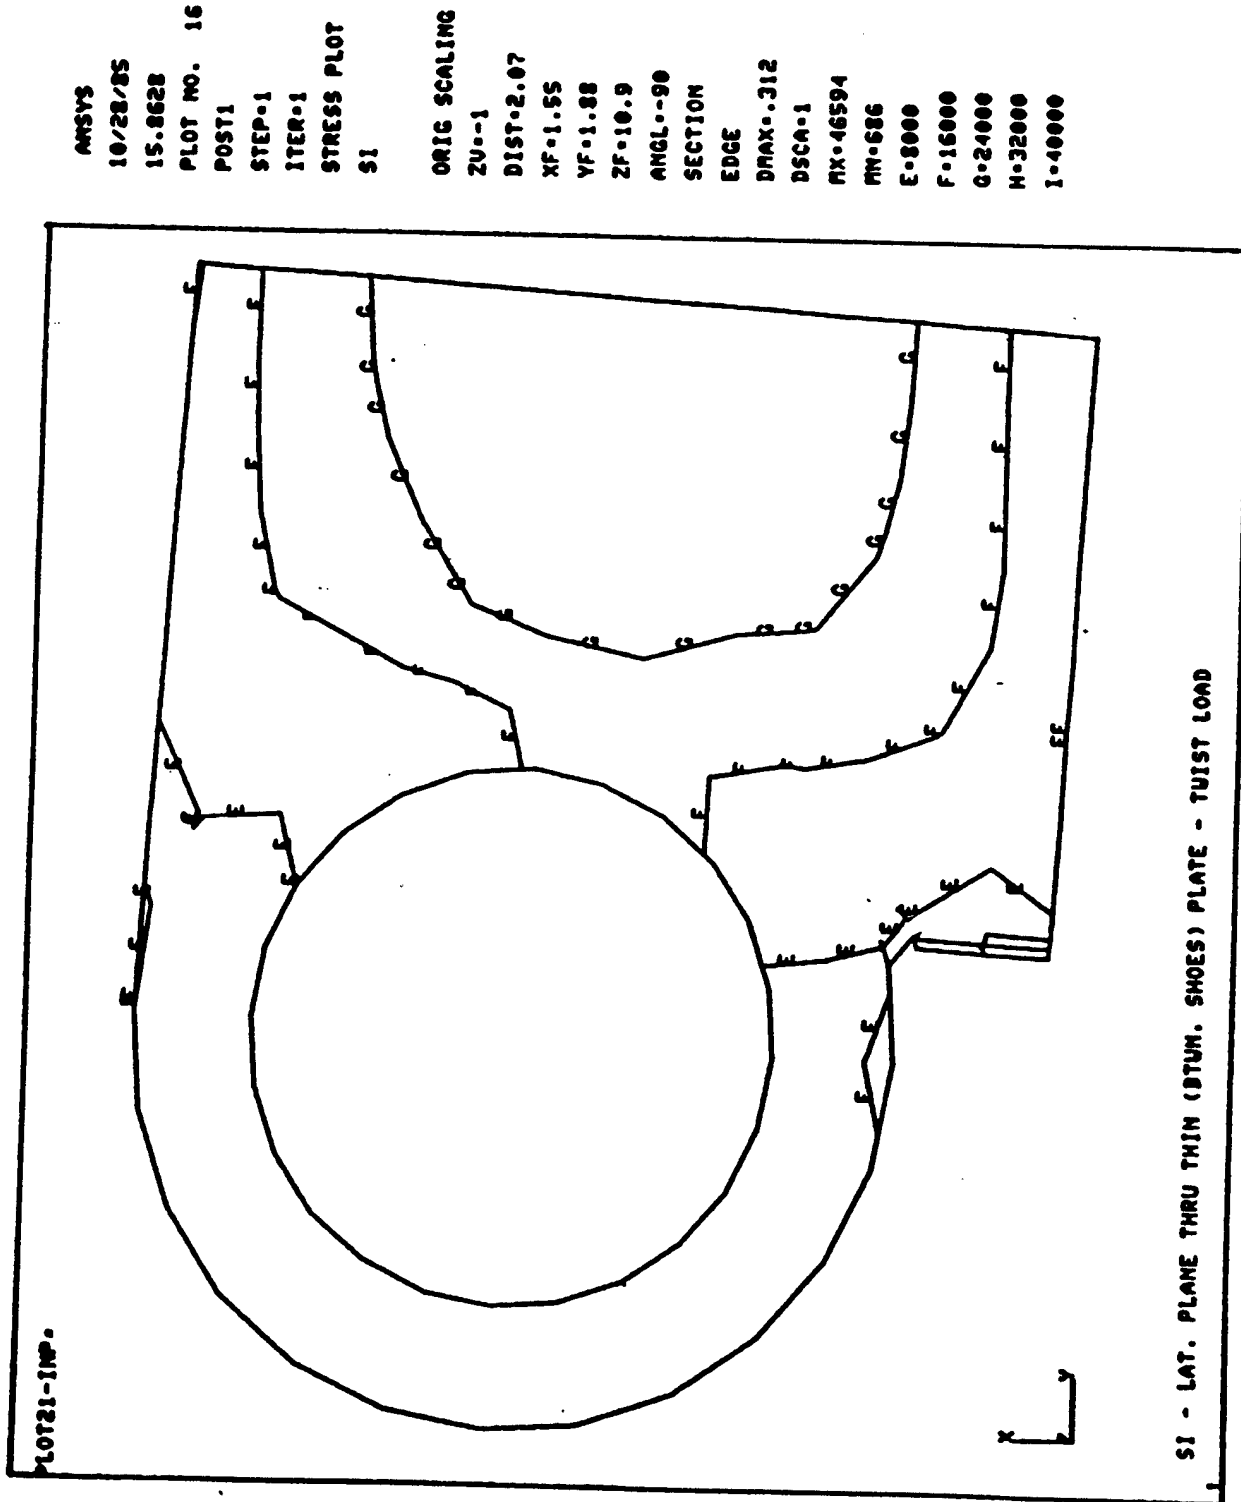 PLOT21-INP.
ANSYS
10/28/85
15.8628
PLOT NO. 16
POST1
STEP=1
ITER=1
STRESS PLOT
SI
ORIG SCALING
ZV=-1
DIST=2.07
XF=1.55
YF=1.88
ZF=10.9
ANGL=-90
SECTION
EDGE
DMAX=.312
DSCA=1
MX=46594
MN=686
E=8000
F=16000
G=24000
H=32000
I=40000
X
Y
SI - LAT. PLANE THRU THIN (BTWN. SHOES) PLATE - TWIST LOAD